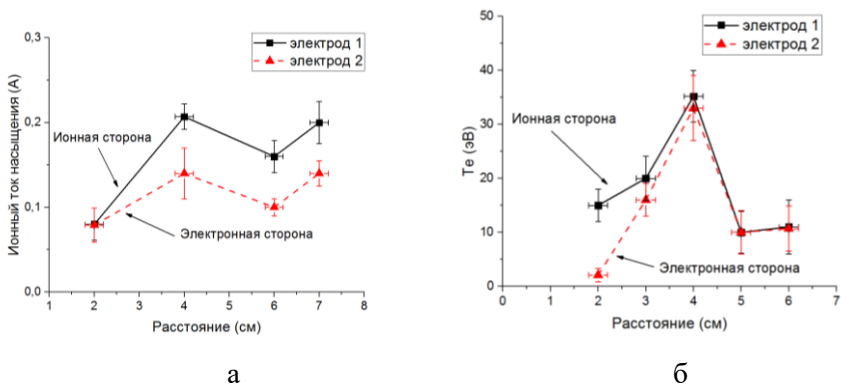 Ионный ток насыщения (А)
0,3
0,2
0,1
0,0
электрод 1
электрод 2
Ионная сторона
Электронная сторона
1 2 3 4 5 6 7 8
Расстояние (см)
а
Te (эВ)
50
40
30
20
10
0
электрод 1
электрод 2
Ионная сторона
Электронная сторона
0 1 2 3 4 5 6 7
Расстояние (см)
б